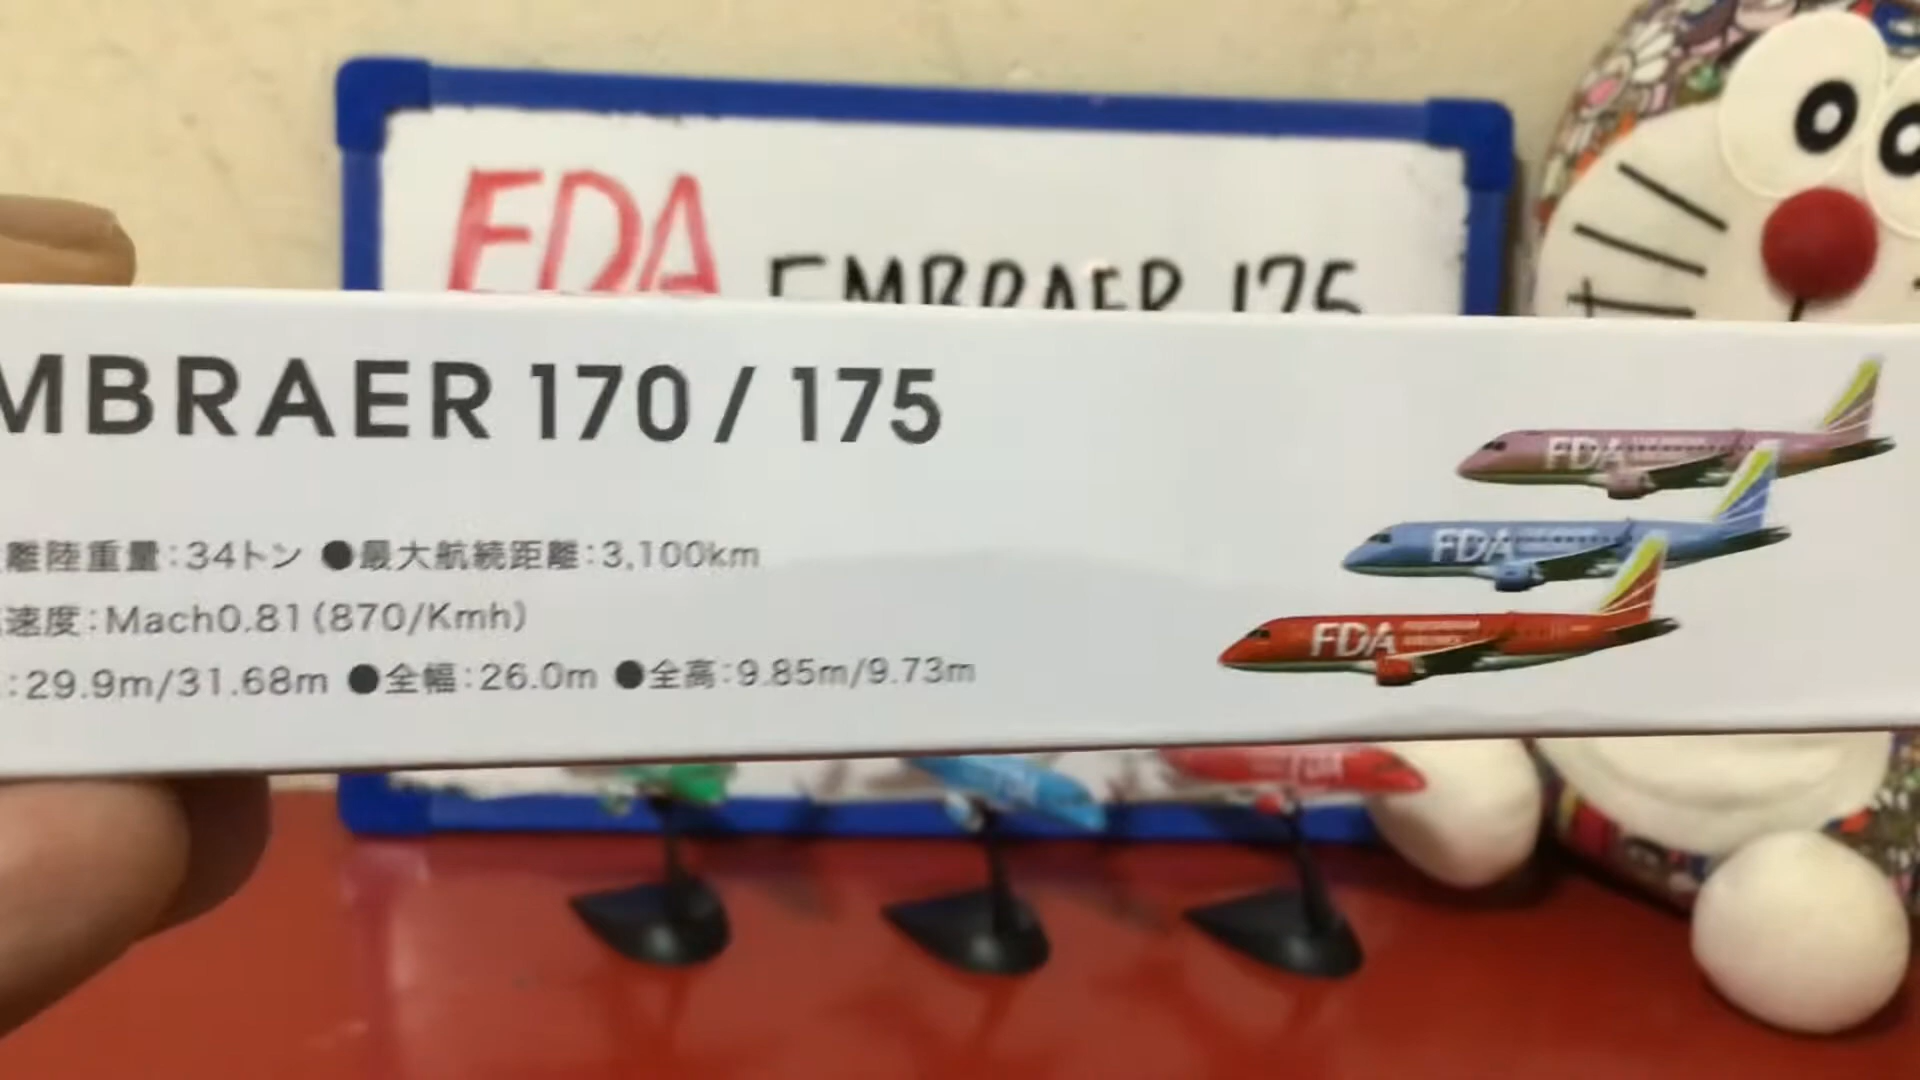 FDA EMBRAER 175
MBRAER 170 / 175
離陸重量:34トン ●最大航続距離:3,100km
速度:Mach0.81(870/Kmh)
:29.9m/31.68m ●全幅:26.0m ●全高:9.85m/9.73m
FDA
FDA
FDA